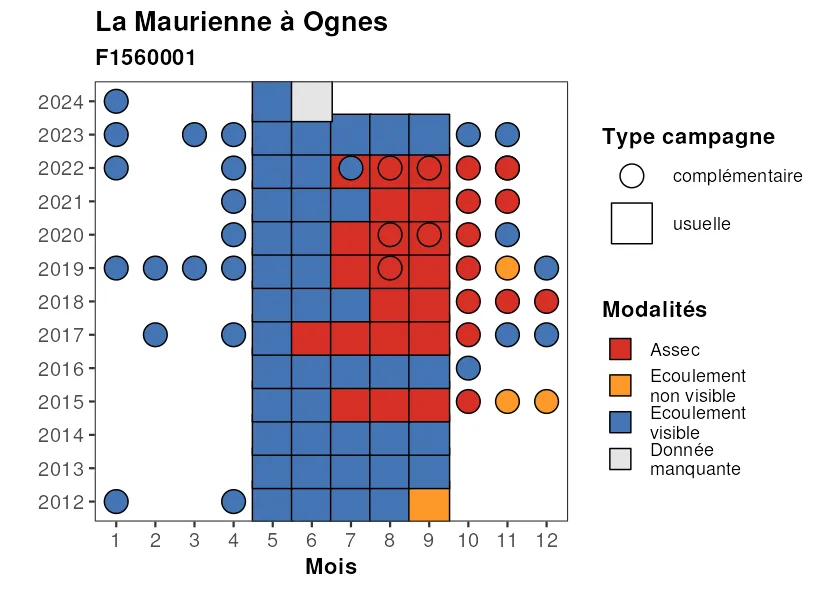 La Maurienne à Ognes
F1560001
2024
2023
2022
2021
2020
2019
2018
2017
2016
2015
2014
2013
2012
1 2 3 4 5 6 7 8 9 10 11 12
Mois
Type campagne
complémentaire
usuelle
Modalités
Assec
Ecoulement
non visible
Ecoulement
visible
Donnée
manquante